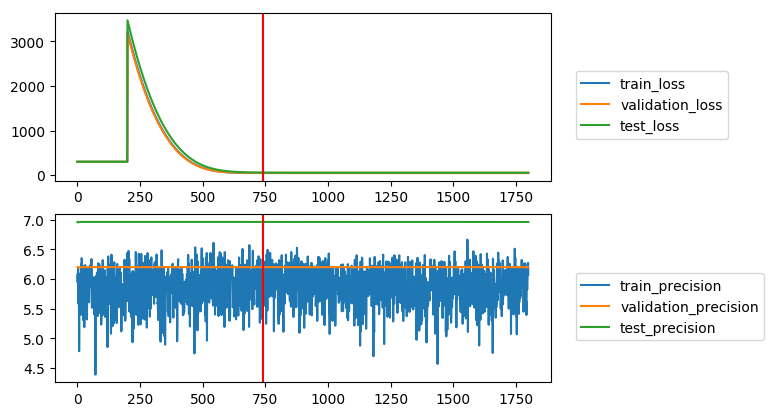 3000
2000
1000
0
0 250 500 750 1000 1250 1500 1750
train_loss
validation_loss
test_loss
7.0
6.5
6.0
5.5
5.0
4.5
0 250 500 750 1000 1250 1500 1750
train_precision
validation_precision
test_precision